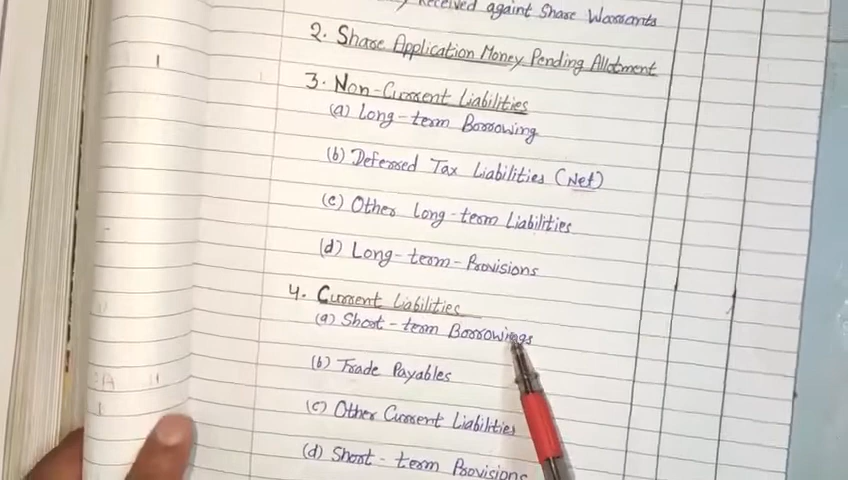 Received againt Share Warrants
2. Share Application Money Pending Allotment
3. Non-Current Liabilities
(a) Long-term Borrowing
(b) Deferred Tax Liabilities (Net)
(c) Other Long-term Liabilities
(d) Long-term-Provisions
4. Current Liabilities
(a) Short-term Borrowings
(b) Trade Payables
(c) Other Current Liabilities
(d) Short-term Provisions